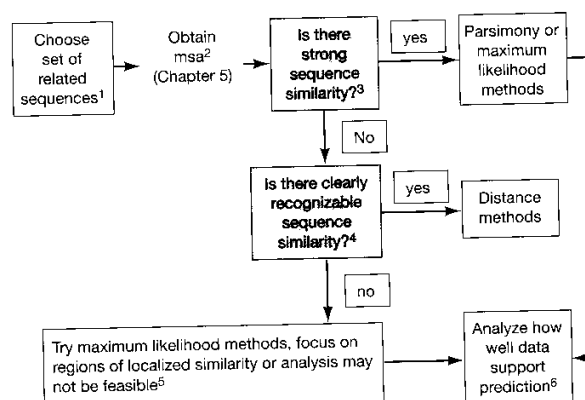 Choose
set of
related
sequences¹
Obtain
msa²
(Chapter 5)
Is there
strong
sequence
similarity?³
yes
Parsimony or
maximum
likelihood
methods
No
Is there clearly
recognizable
sequence
similarity?⁴
yes
Distance
methods
no
Try maximum likelihood methods, focus on
regions of localized similarity or analysis may
not be feasible⁵
Analyze how
well data
support
prediction⁶